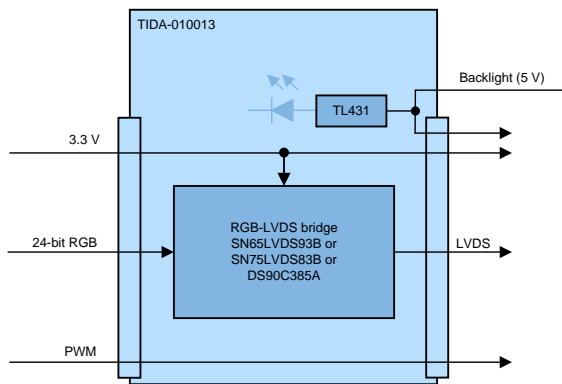 TIDA-010013
Backlight (5 V)
TL431
3.3 V
RGB-LVDS bridge
SN65LVDS93B or
SN75LVDS83B or
DS90C385A
24-bit RGB
LVDS
PWM